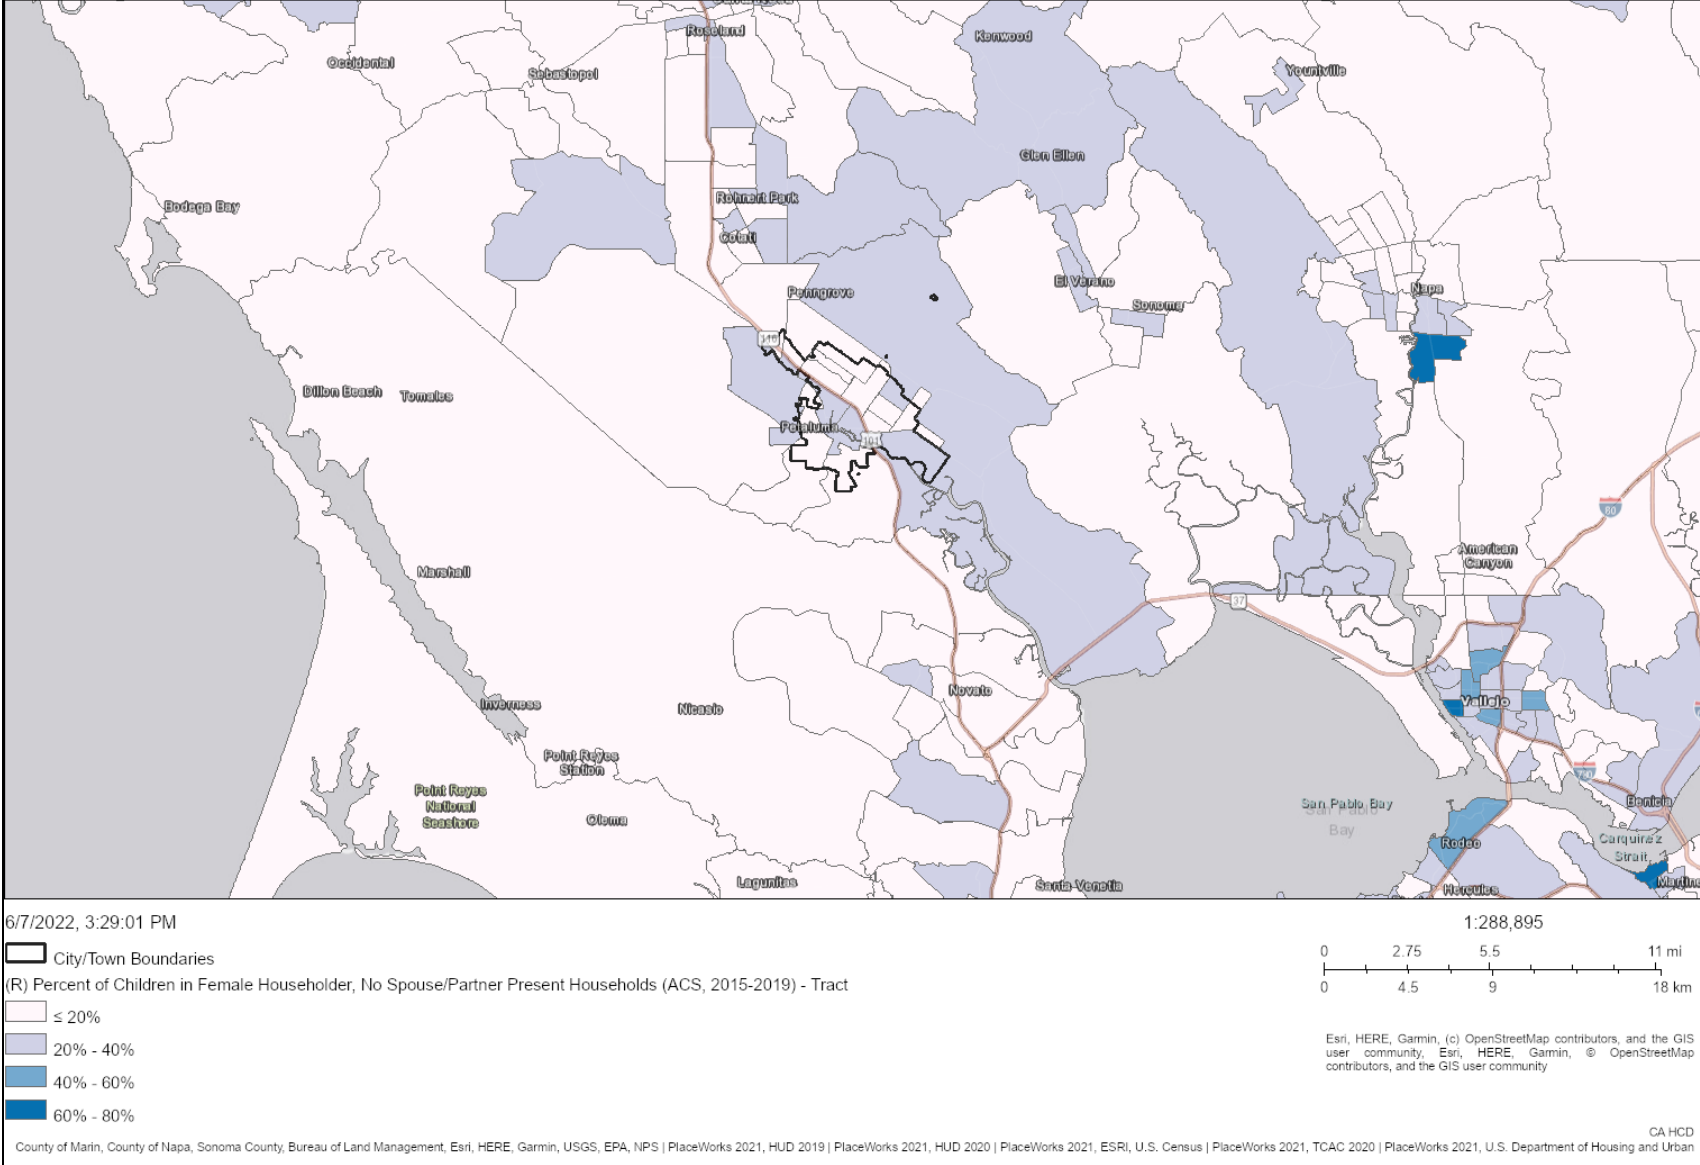 Roseland
Kenwood
Occidental
Sebastopol
Yountville
Glen Ellen
Bodega Bay
Rohnert Park
Cotati
El Verano
Penngrove
Sonoma
Napa
116
Dillon Beach
Tomales
Petaluma
101
80
American
Canyon
Marshall
37
Novato
Vallejo
Inverness
Nicasio
Point Reyes
Station
780
Point Reyes
National
Seashore
Olema
San Pablo Bay
San Pablo
Bay
Benicia
Rodeo
Carquinez
Strait
Lagunitas
Santa Venetia
Hercules
Martine
6/7/2022, 3:29:01 PM
1:288,895
City/Town Boundaries
0 2.75 5.5 11 mi
0 4.5 9 18 km
(R) Percent of Children in Female Householder, No Spouse/Partner Present Households (ACS, 2015-2019) - Tract
≤ 20%
20% - 40%
40% - 60%
60% - 80%
Esri, HERE, Garmin, (c) OpenStreetMap contributors, and the GIS
user community, Esri, HERE, Garmin, © OpenStreetMap
contributors, and the GIS user community
CA HCD
County of Marin, County of Napa, Sonoma County, Bureau of Land Management, Esri, HERE, Garmin, USGS, EPA, NPS | PlaceWorks 2021, HUD 2019 | PlaceWorks 2021, HUD 2020 | PlaceWorks 2021, ESRI, U.S. Census | PlaceWorks 2021, TCAC 2020 | PlaceWorks 2021, U.S. Department of Housing and Urban